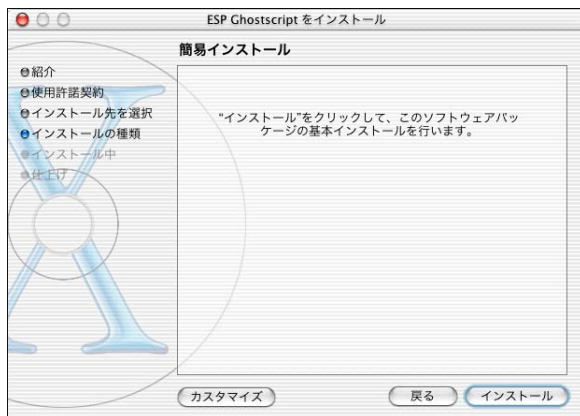 ESP Ghostscript をインストール
簡易インストール
紹介
使用許諾契約
インストール先を選択
インストールの種類
インストール中
仕上げ
“インストール”をクリックして、このソフトウェアパッ
ケージの基本インストールを行います。
カスタマイズ
戻る
インストール